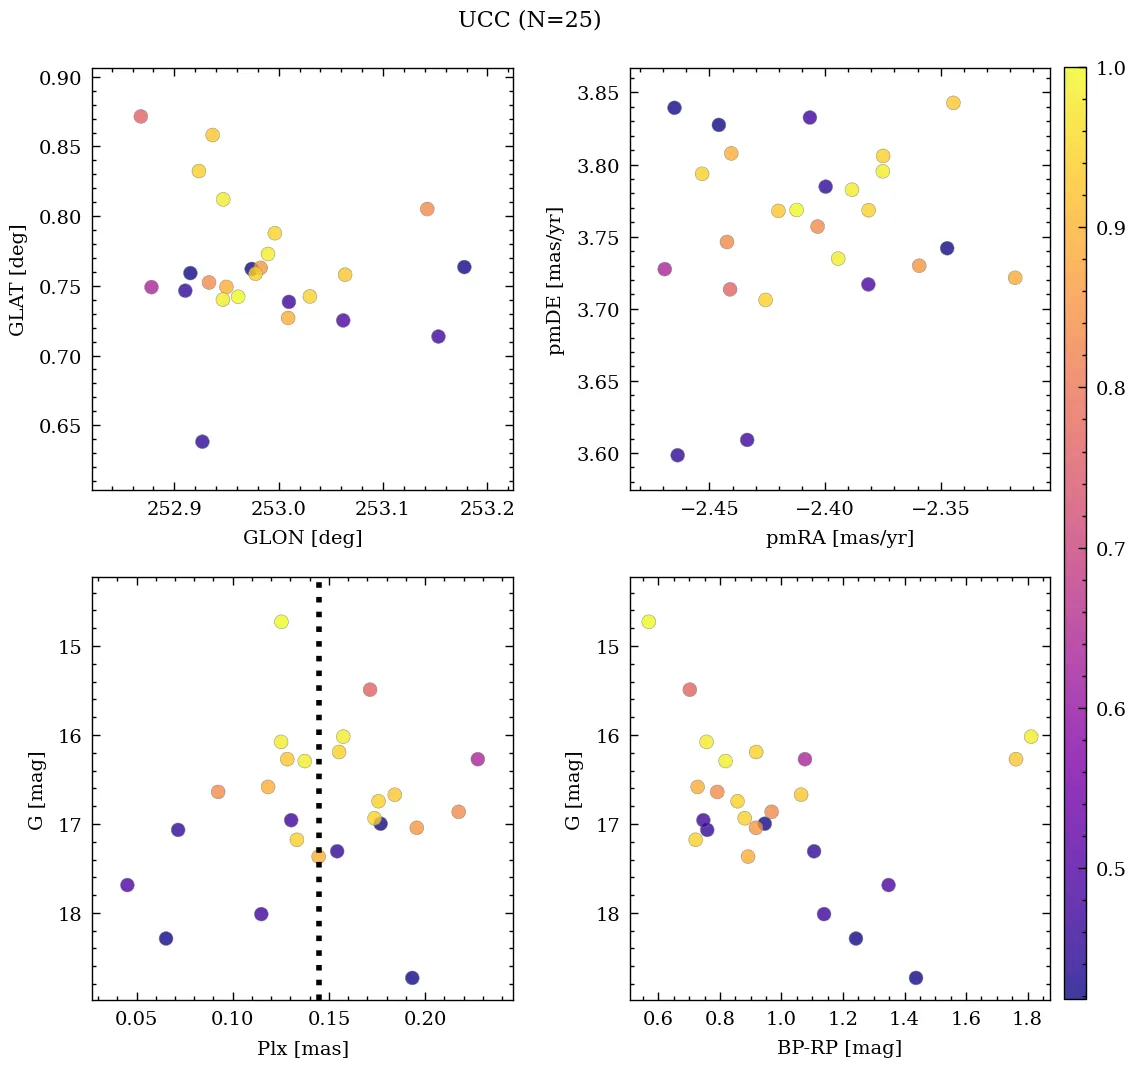 UCC (N=25)
0.90
0.85
0.80
0.75
0.70
0.65
GLAT [deg]
252.9 253.0 253.1 253.2
GLON [deg]
3.85
3.80
3.75
3.70
3.65
3.60
pmDE [mas/yr]
−2.45 −2.40 −2.35
pmRA [mas/yr]
15
16
17
18
G [mag]
0.05 0.10 0.15 0.20
Plx [mas]
15
16
17
18
G [mag]
0.6 0.8 1.0 1.2 1.4 1.6 1.8
BP-RP [mag]
1.0
0.9
0.8
0.7
0.6
0.5